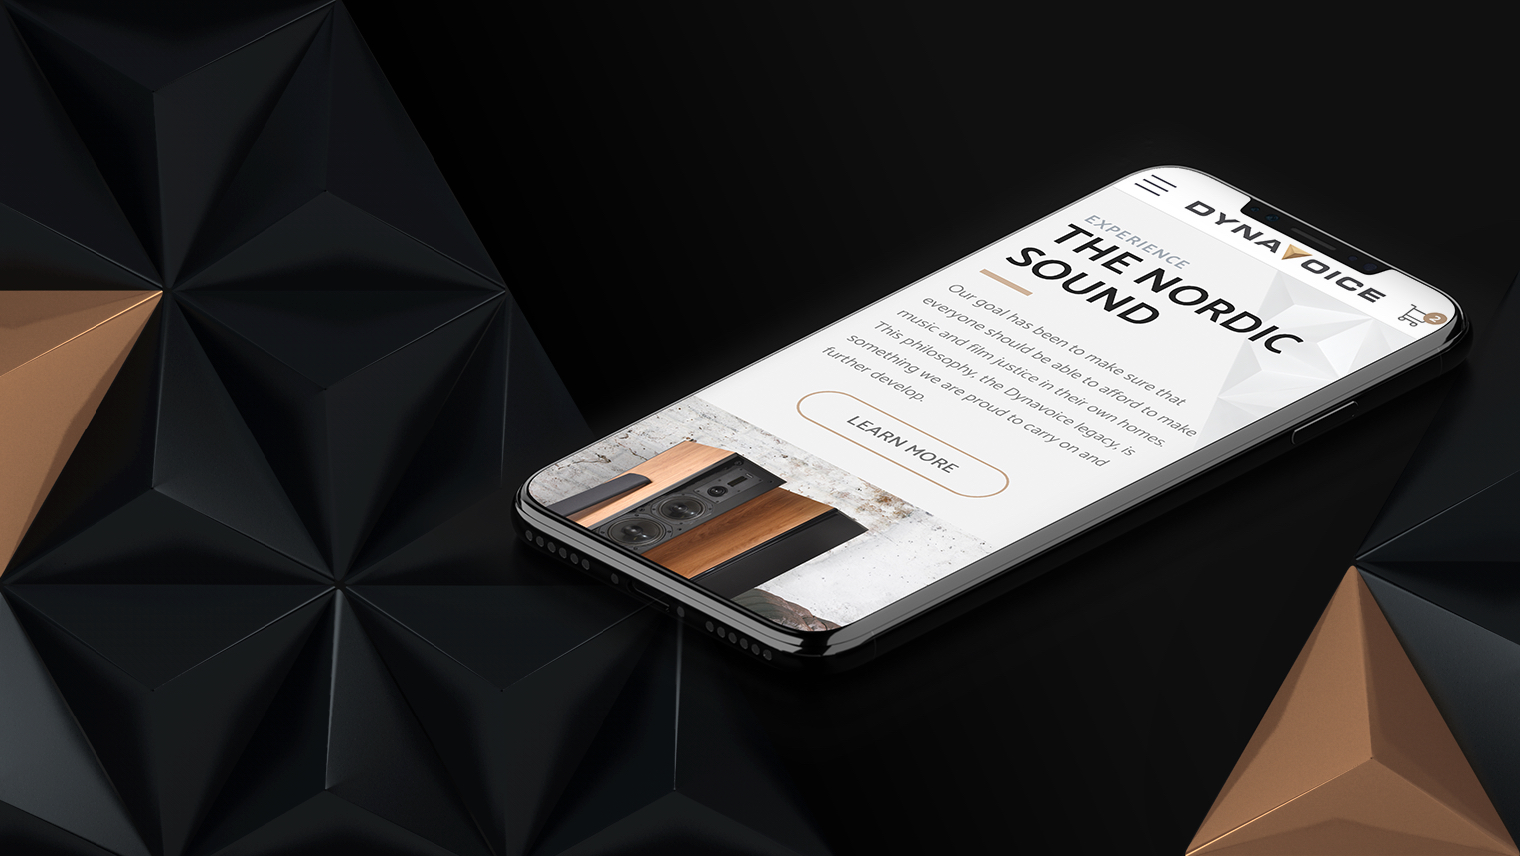 DYNAVOICE
2
EXPERIENCE
THE NORDIC
SOUND
Our goal has been to make sure that
everyone should be able to afford to make
music and film justice in their own homes.
This philosophy, the Dynavoice legacy, is
something we are proud to carry on and
further develop.
LEARN MORE